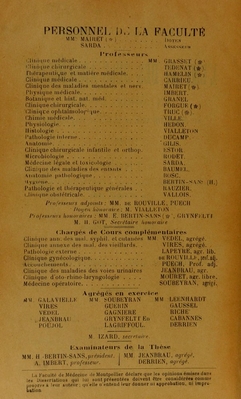 PERSONNEL DE LA FACULTÉ
MM. MAIRET (✻) DOYEN
SARDA ASSESSEUR
Professeurs
Clinique médicale MM. GRASSET (✻)
Clinique chirurgicale TÉDENAT (✻)
Thérapeutique et matière médicale. HAMELIN (✻)
Clinique médicale CARRIEU
Clinique des maladies mentales et nerv. MAIRET (✻)
Physique médicale. IMBERT.
Botanique et hist. nat. méd. GRANEL
Clinique chirurgicale. FORGUE (✻)
Clinique ophtalmologique TRUC (✻)
Chimie médicale. VILLE.
Physiologie. HÉDON
Histologie VIALLETON
Pathologie interne. DUCAMP
Anatomie GILIS.
Clinique chirurgicale infantile et orthop. ESTOR
Microbiologie RODET.
Médecine légale et toxicologie SARDA.
Clinique des maladies des enfants BAUMEL.
Anatomie pathologique BOSC.
Hygiène. BERTIN-SANS (H.)
Pathologie et thérapeutique générales RAUZIER.
Clinique obstétricale. VALLOIS.
Professeurs adjoints : MM. DE ROUVILLE, PUECH
Doyen honoraire : M. VIALLETON
Professeurs honoraires : MM. E. BERTIN-SANS (✻), GRYNFELTT
M. H. GOT, Secrétaire honoraire
Chargés de Cours complémentaires
Clinique ann. des mal. syphil. et cutanées MM. VEDEL, agrégé.
Clinique annexe des mal. des vieillards. VIRES, agrégé.
Pathologie externe LAPEYRE, agr. lib.
Clinique gynécologique. DE ROUVILLE, prof. adj.
Accouchements. PUECH, Prof. adj.
Clinique des maladies des voies urinaires JEANBRAU, agr.
Clinique d'oto-rhino-laryngologie MOURET, agr. libre.
Médecine opératoire. SOUBEYRAN, agrégé.
Agrégés en exercice
MM. GALAVIELLE MM. SOUBEYRAN MM. LEENHARDT
VIRES GUÉRIN GAUSSEL
VEDEL GAGNIÈRE RICHE
JEANBRAU GRYNFELTT Ed. CABANNES
POUJOL LAGRIFFOUL. DERRIEN
M. IZARD, secrétaire.
Examinateurs de la Thèse
MM. H. BERTIN-SANS, président. MM. JEANBRAU, agrégé.
A. IMBERT, professeur. DERRIEN, agrégé.
La Faculté de Médecine de Montpellier déclare que les opinions émises dans
les Dissertations qui lui sont présentées doivent être considérées comme
propres à leur auteur ; qu'elle n'entend leur donner ni approbation, ni improbation.